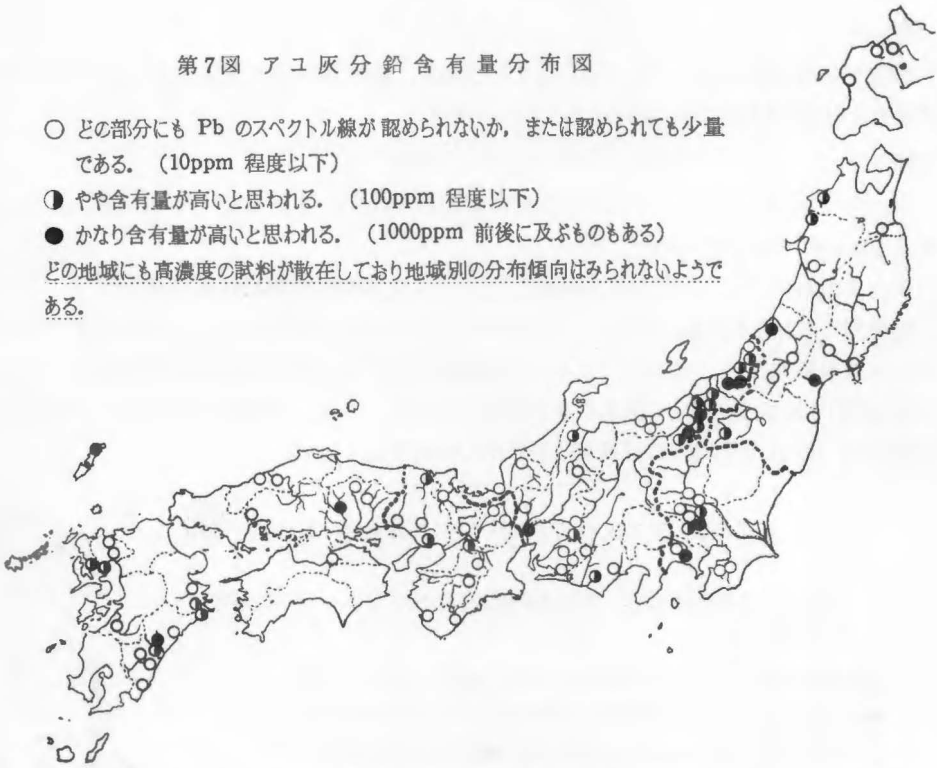 第7図 アユ灰分鉛含有量分布図
○ どの部分にも Pb のスペクトル線が認められないか，または認められても少量
である． （10ppm 程度以下）
◑ やや含有量が高いと思われる． （100ppm 程度以下）
● かなり含有量が高いと思われる． （1000ppm 前後に及ぶものもある）
どの地域にも高濃度の試料が散在しており地域別の分布傾向はみられないようで
ある．